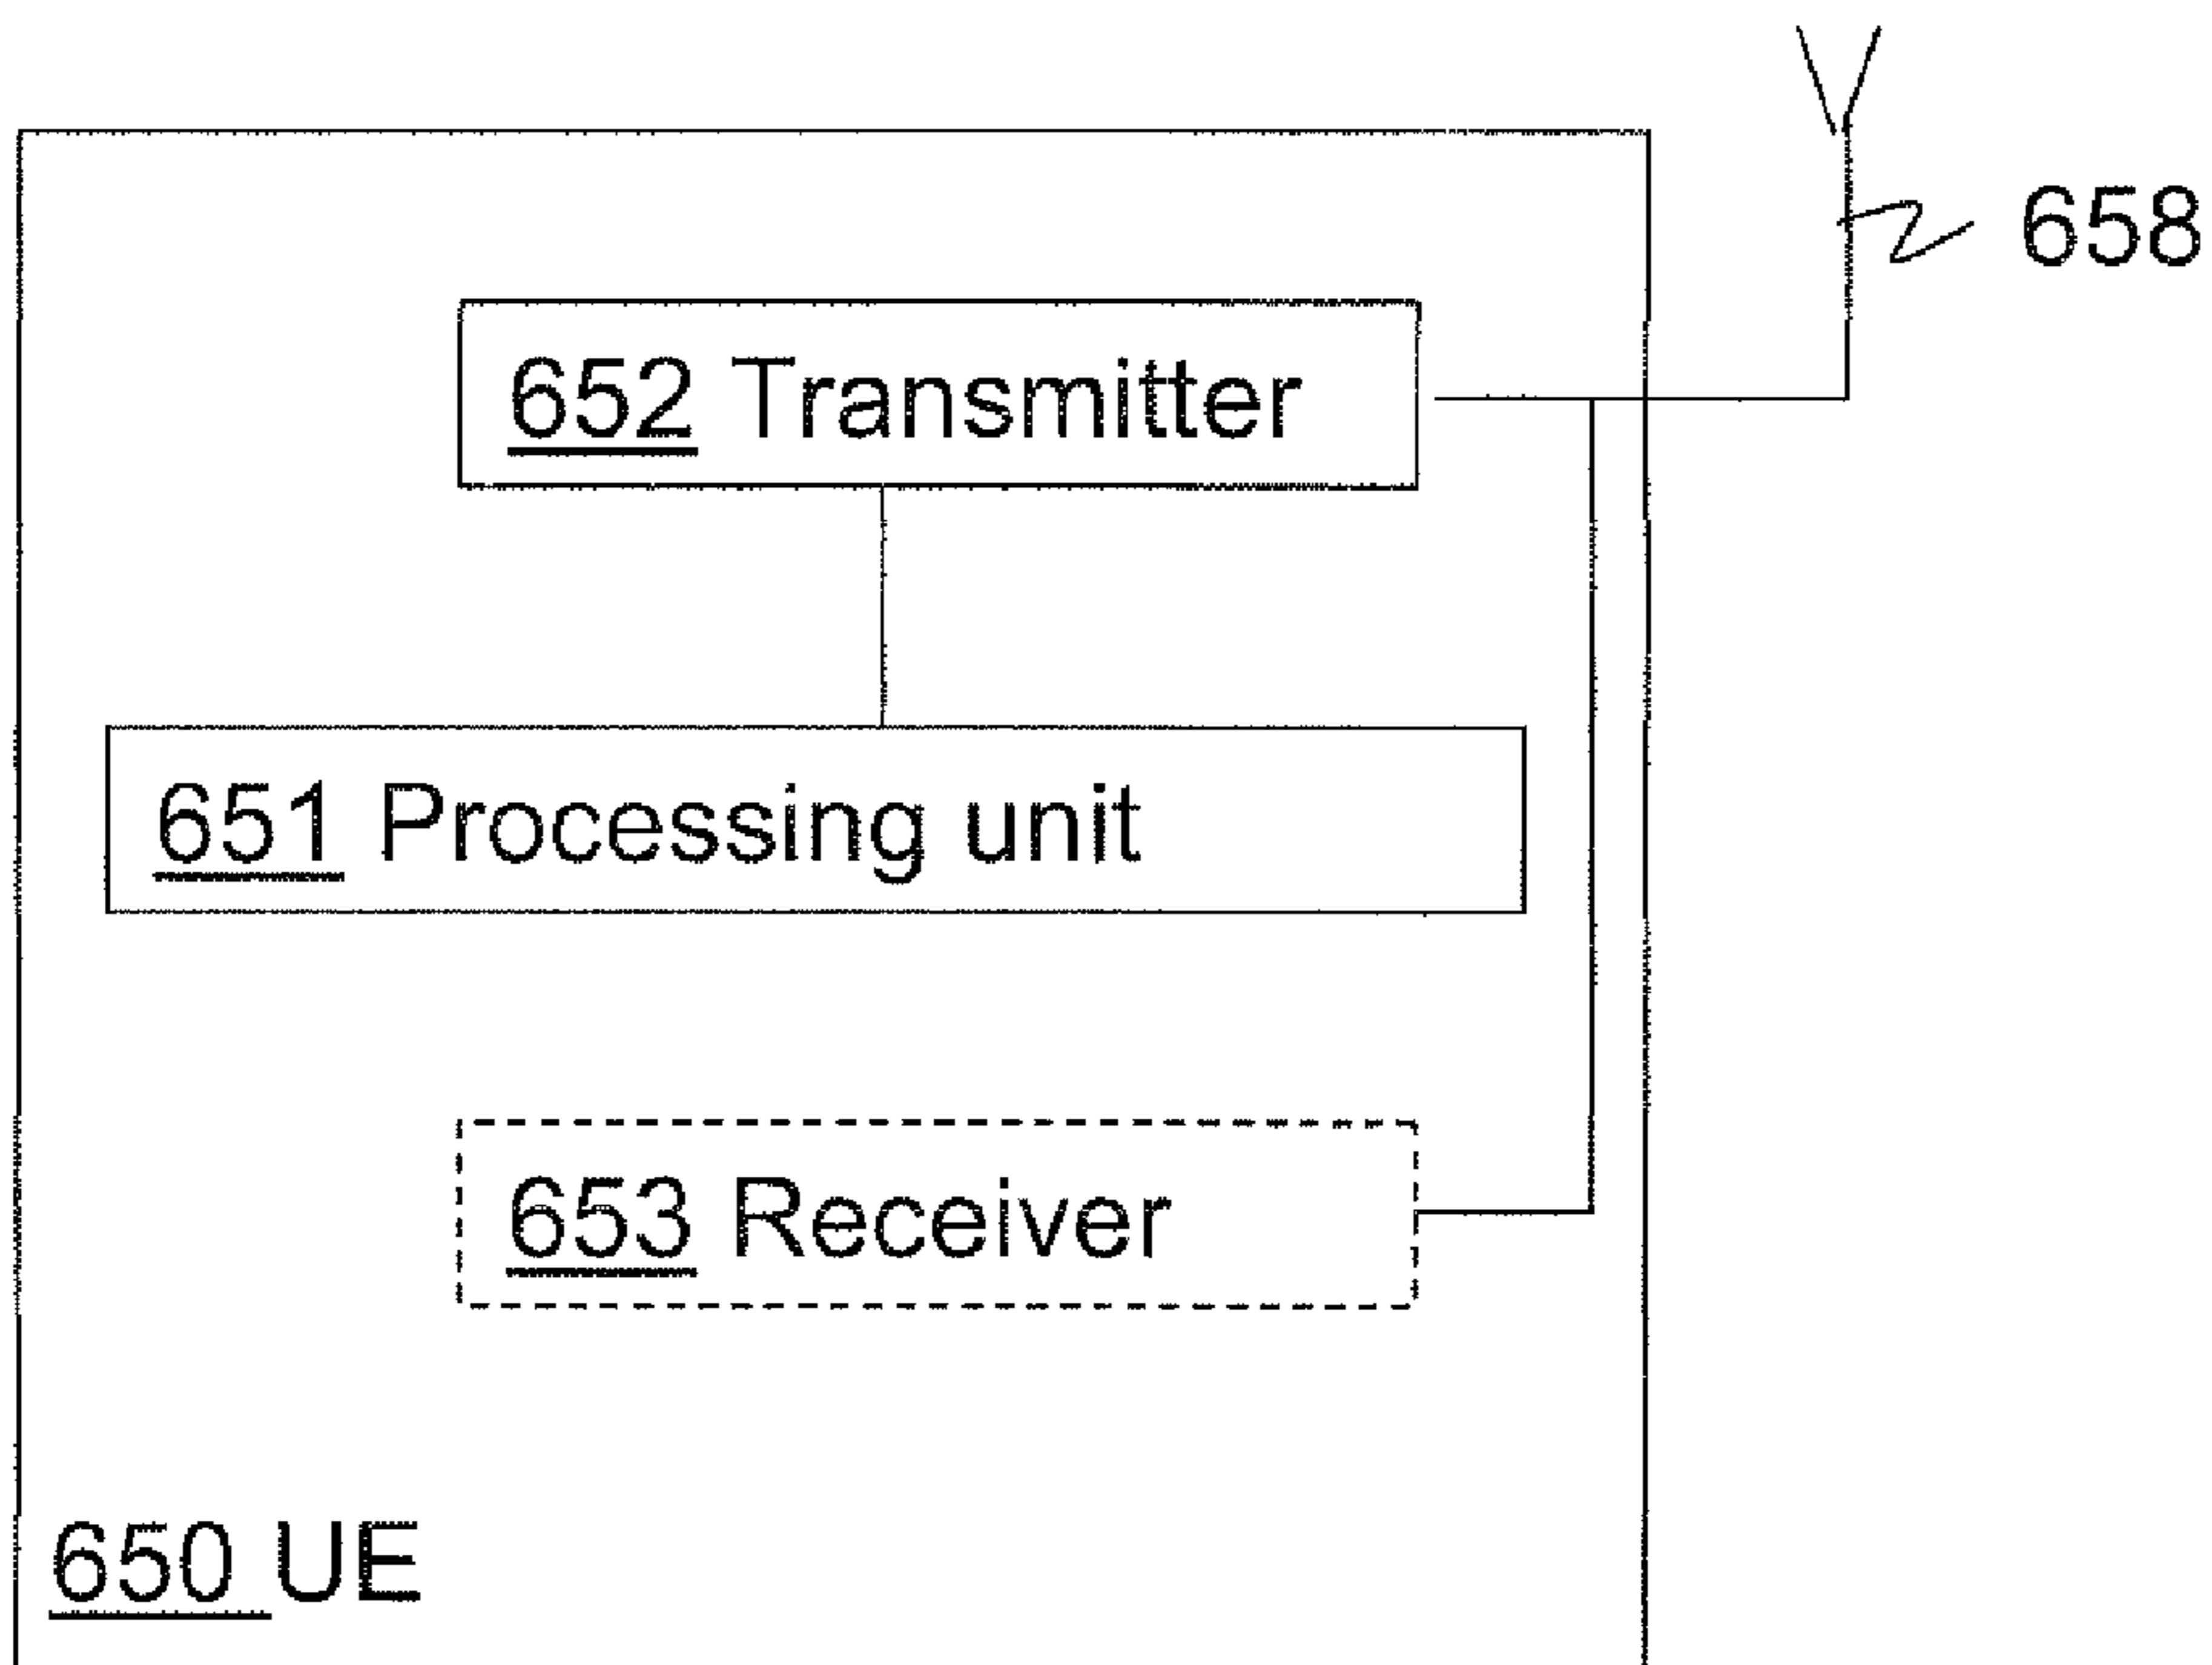 658
652 Transmitter
651 Processing unit
653 Receiver
650 UE